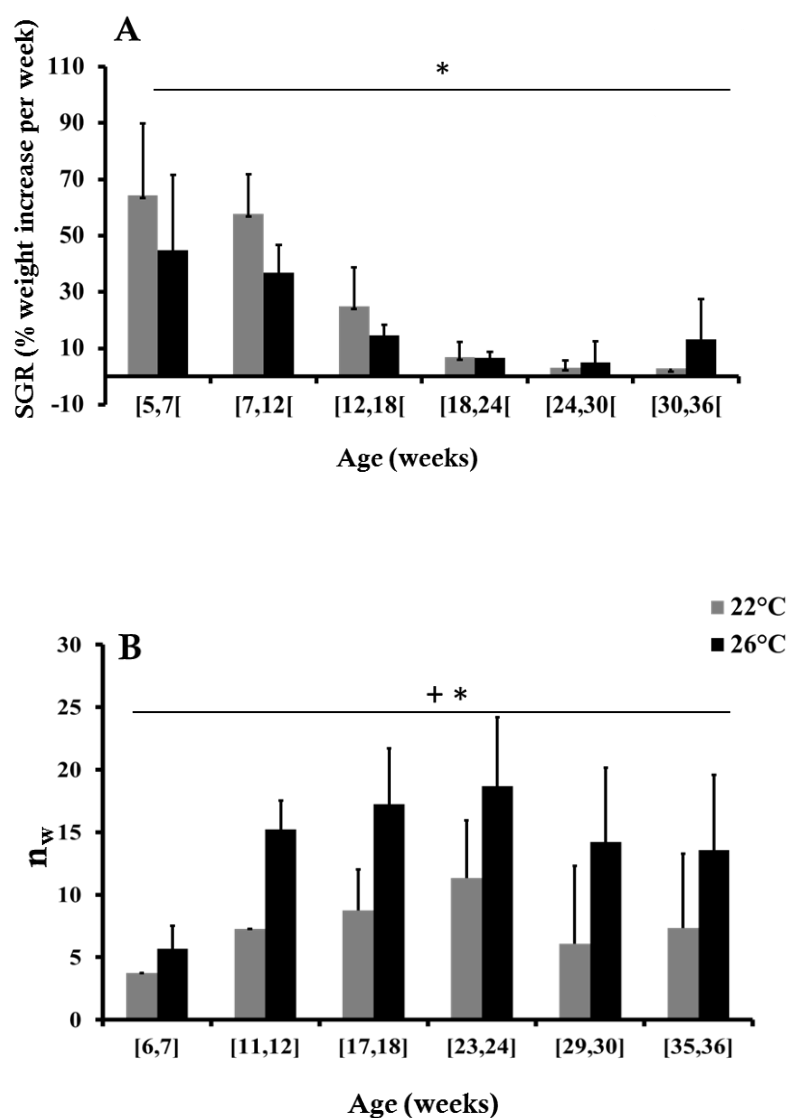 A
SGR (% weight increase per week)
110
90
70
50
30
10
-10
*
[5,7[ [7,12[ [12,18[ [18,24[ [24,30[ [30,36[
Age (weeks)
22°C
26°C
B
n_w
30
25
20
15
10
5
0
+ *
[6,7] [11,12] [17,18] [23,24] [29,30] [35,36]
Age (weeks)